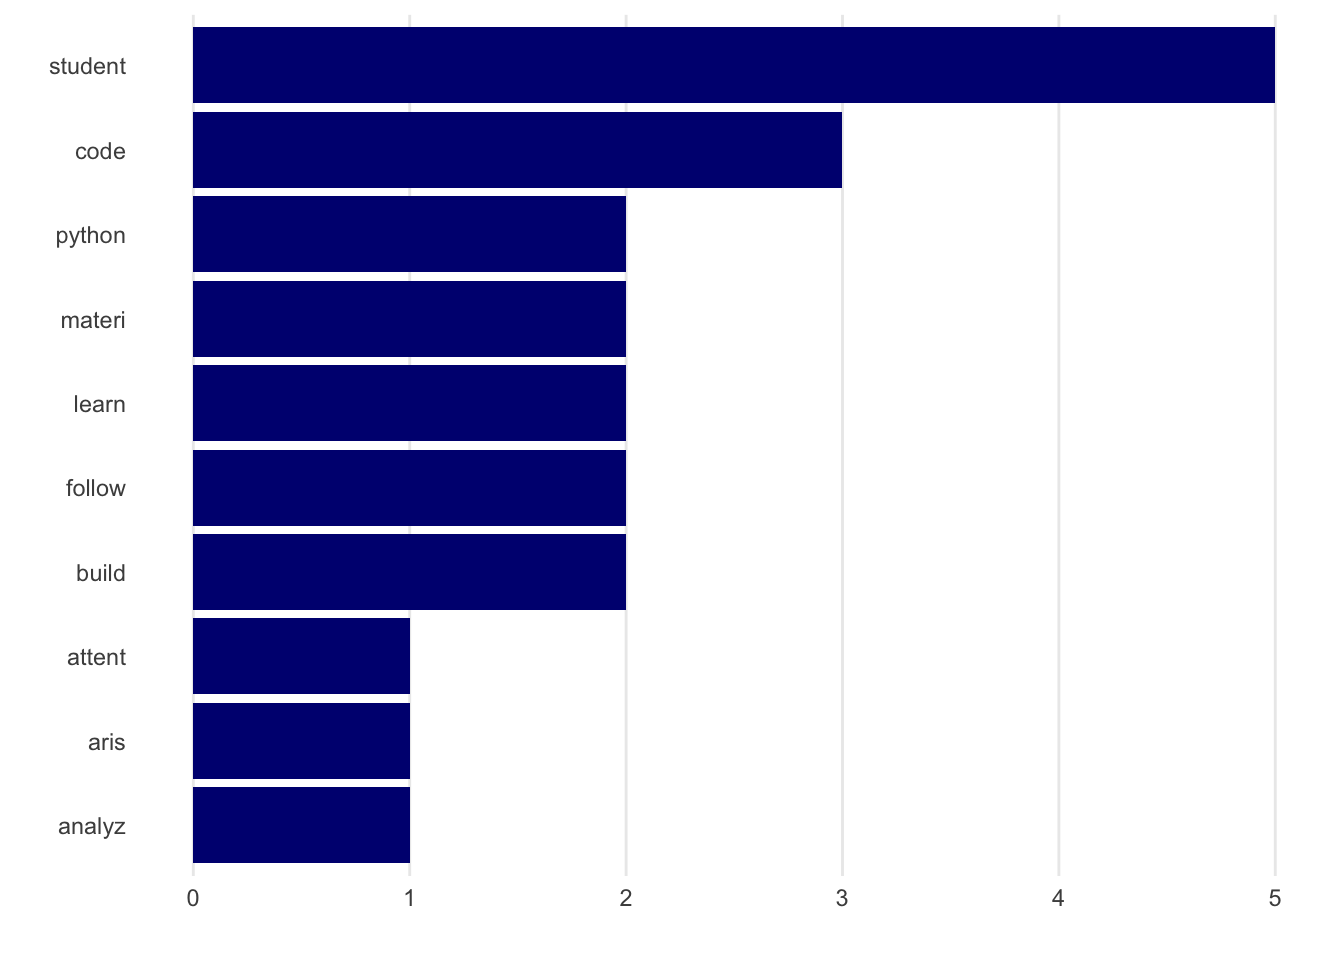 student
code
python
materi
learn
follow
build
attent
aris
analyz
0 1 2 3 4 5